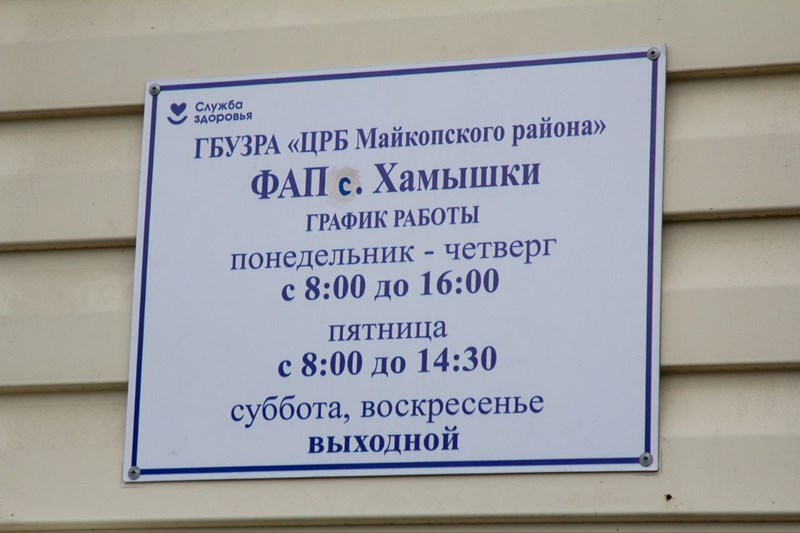 Служба
здоровья
ГБУЗРА «ЦРБ Майкопского района»
ФАП с. Хамышки
ГРАФИК РАБОТЫ
понедельник - четверг
с 8:00 до 16:00
пятница
с 8:00 до 14:30
суббота, воскресенье
выходной